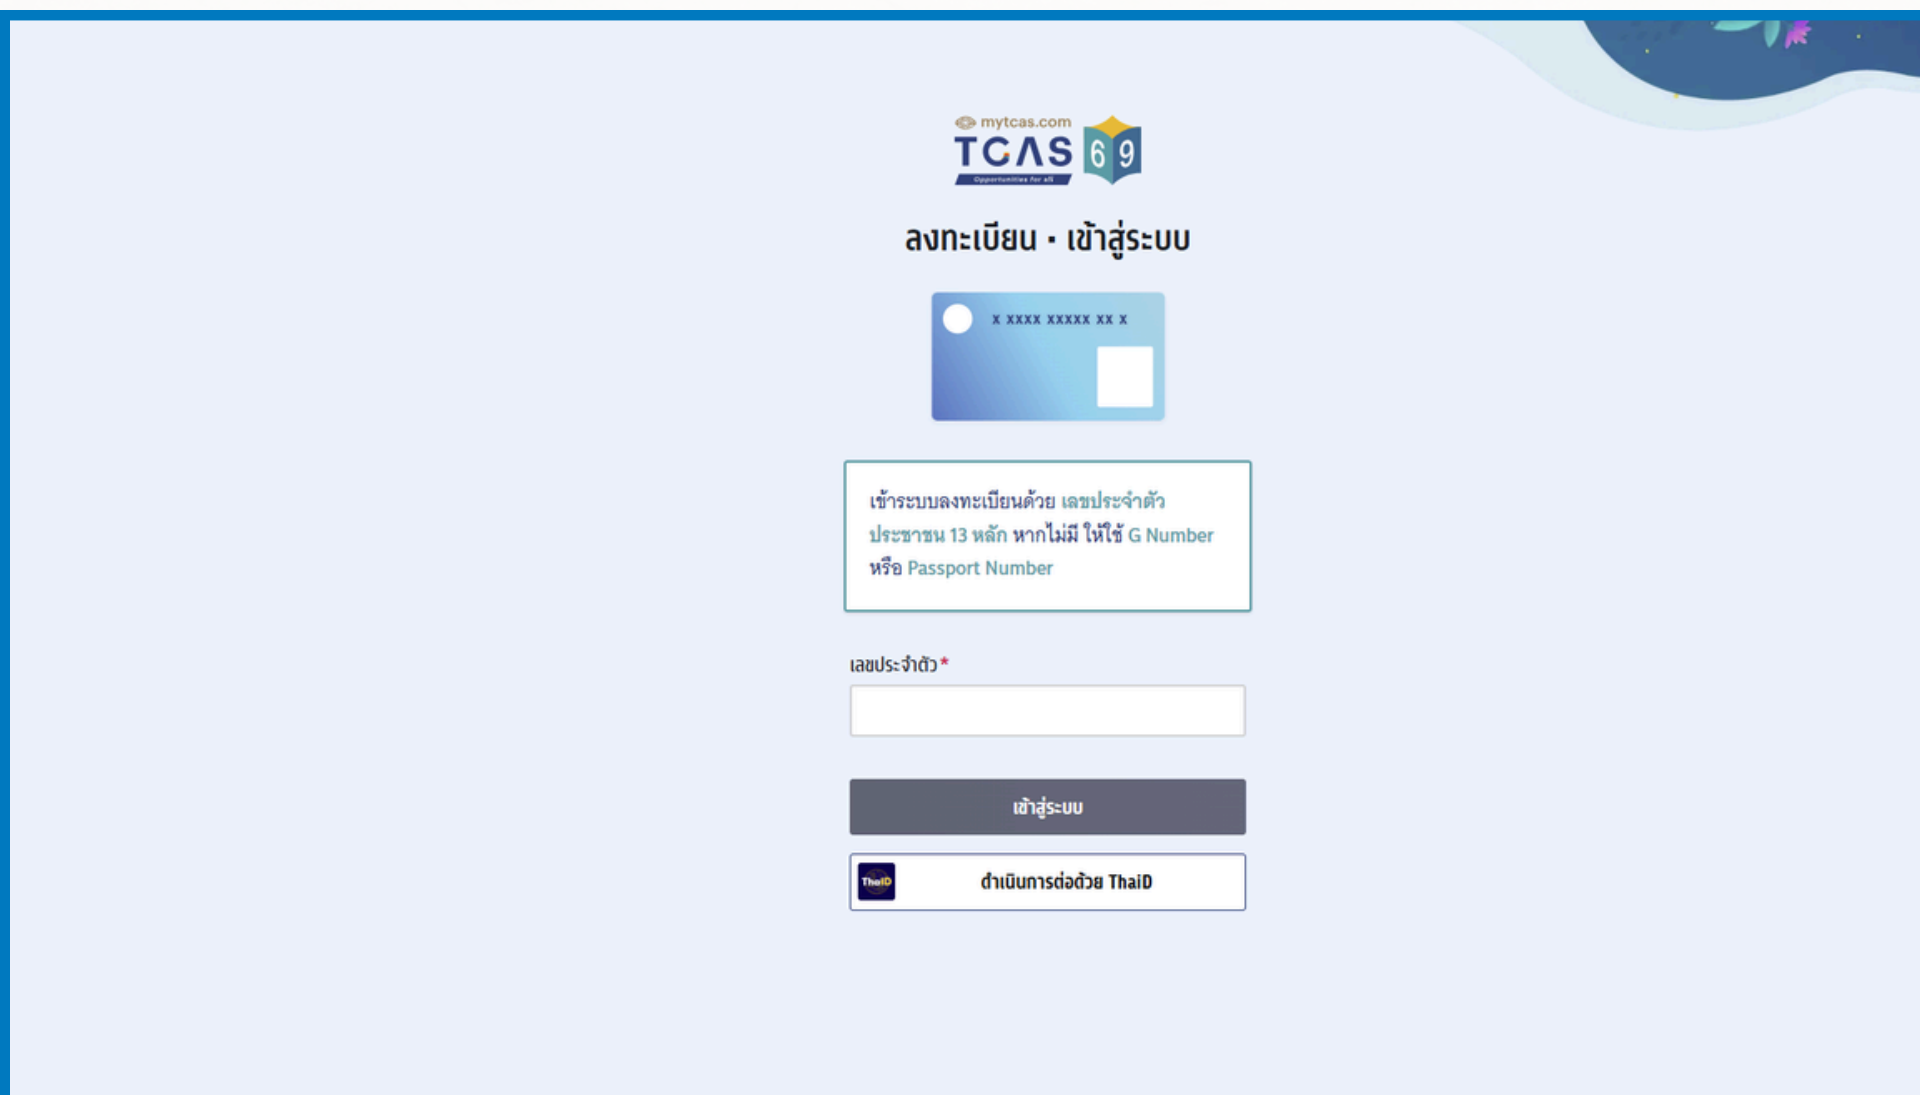 mytcas.com
TCAS 69
Opportunities for all
ลงทะเบียน · เข้าสู่ระบบ
x xxxx xxxxx xx x
เข้าระบบลงทะเบียนด้วย เลขประจำตัว
ประชาชน 13 หลัก หากไม่มี ให้ใช้ G Number
หรือ Passport Number
เลขประจำตัว*
เข้าสู่ระบบ
ThaID
ดำเนินการต่อด้วย ThaiD